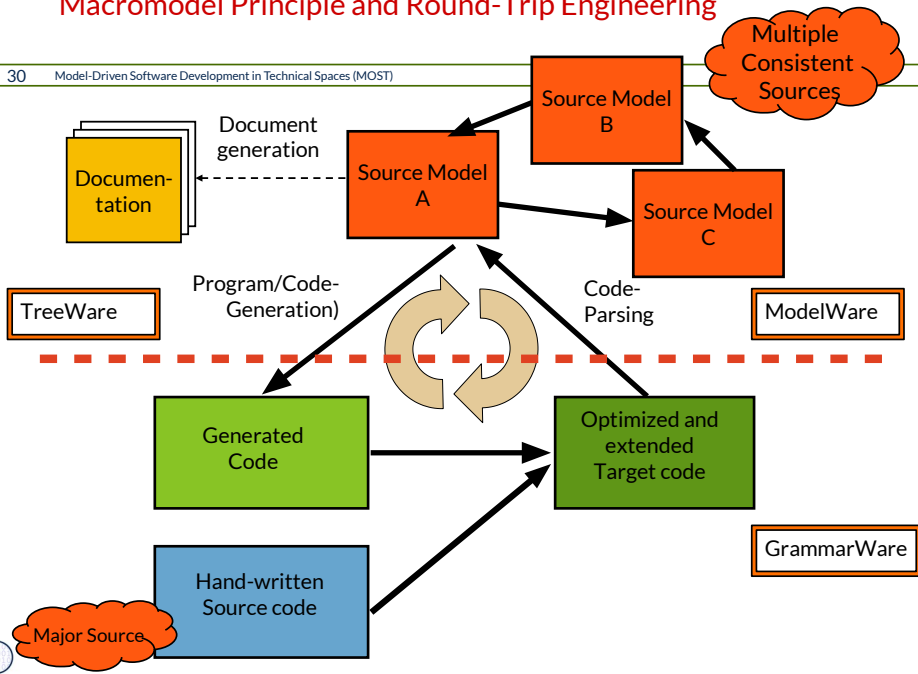 Macromodel Principle and Round-Trip Engineering
30 Model-Driven Software Development in Technical Spaces (MOST)
Multiple
Consistent
Sources
Source Model
B
Document
generation
Source Model
A
Documen-
tation
Source Model
C
Program/Code-
Generation)
Code-
Parsing
TreeWare
ModelWare
Generated
Code
Optimized and
extended
Target code
GrammarWare
Hand-written
Source code
Major Source